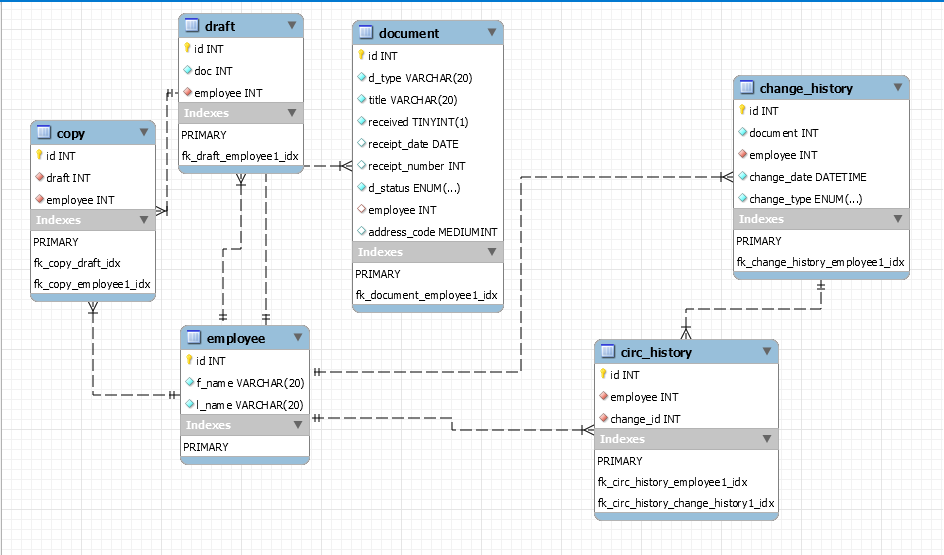 draft
id INT
doc INT
employee INT
Indexes
PRIMARY
fk_draft_employee1_idx
document
id INT
d_type VARCHAR(20)
title VARCHAR(20)
received TINYINT(1)
receipt_date DATE
receipt_number INT
d_status ENUM(...)
employee INT
address_code MEDIUMINT
Indexes
PRIMARY
fk_document_employee1_idx
change_history
id INT
document INT
employee INT
change_date DATETIME
change_type ENUM(...)
Indexes
PRIMARY
fk_change_history_employee1_idx
copy
id INT
draft INT
employee INT
Indexes
PRIMARY
fk_copy_draft_idx
fk_copy_employee1_idx
employee
id INT
f_name VARCHAR(20)
l_name VARCHAR(20)
Indexes
PRIMARY
circ_history
id INT
employee INT
change_id INT
Indexes
PRIMARY
fk_circ_history_employee1_idx
fk_circ_history_change_history1_idx